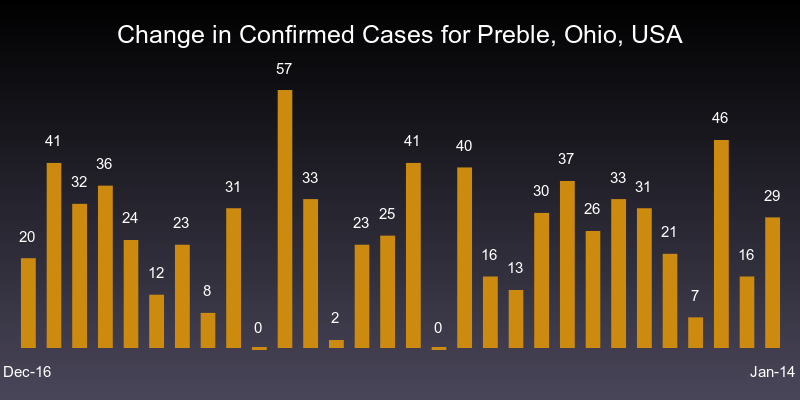 Change in Confirmed Cases for Preble, Ohio, USA
20 41 32 36 24 12 23 8 31 0 57 33 2 23 25 41 0 40 16 13 30 37 26 33 31 21 7 46 16 29
Dec-16 Jan-14